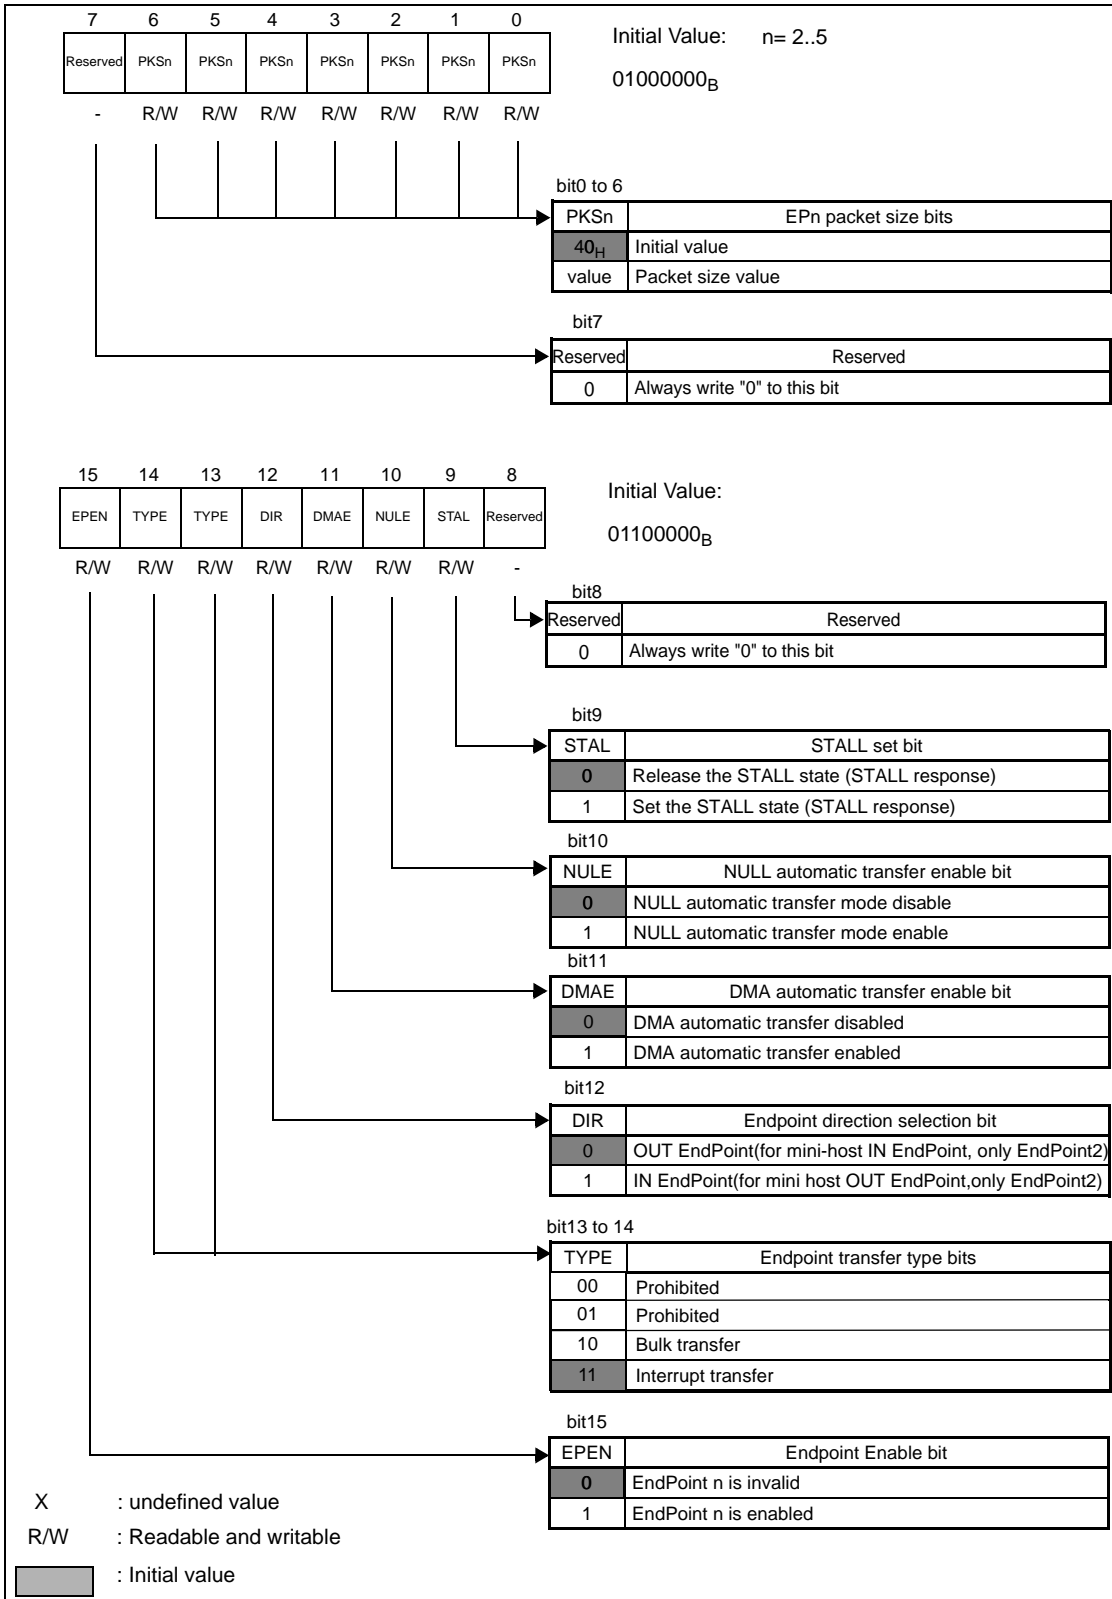 7 6 5 4 3 2 1 0
Initial Value: n= 2..5
Reserved PKSn PKSn PKSn PKSn PKSn PKSn PKSn
01000000B
- R/W R/W R/W R/W R/W R/W R/W
bit0 to 6
PKSn EPn packet size bits
40H Initial value
value Packet size value
bit7
Reserved Reserved
0 Always write "0" to this bit
15 14 13 12 11 10 9 8
Initial Value:
EPEN TYPE TYPE DIR DMAE NULE STAL Reserved
01100000B
R/W R/W R/W R/W R/W R/W R/W -
bit8
Reserved Reserved
0 Always write "0" to this bit
bit9
STAL STALL set bit
0 Release the STALL state (STALL response)
1 Set the STALL state (STALL response)
bit10
NULE NULL automatic transfer enable bit
0 NULL automatic transfer mode disable
1 NULL automatic transfer mode enable
bit11
DMAE DMA automatic transfer enable bit
0 DMA automatic transfer disabled
1 DMA automatic transfer enabled
bit12
DIR Endpoint direction selection bit
0 OUT EndPoint(for mini-host IN EndPoint, only EndPoint2)
1 IN EndPoint(for mini host OUT EndPoint,only EndPoint2)
bit13 to 14
TYPE Endpoint transfer type bits
00 Prohibited
01 Prohibited
10 Bulk transfer
11 Interrupt transfer
bit15
EPEN Endpoint Enable bit
0 EndPoint n is invalid
1 EndPoint n is enabled
X : undefined value
R/W : Readable and writable
: Initial value